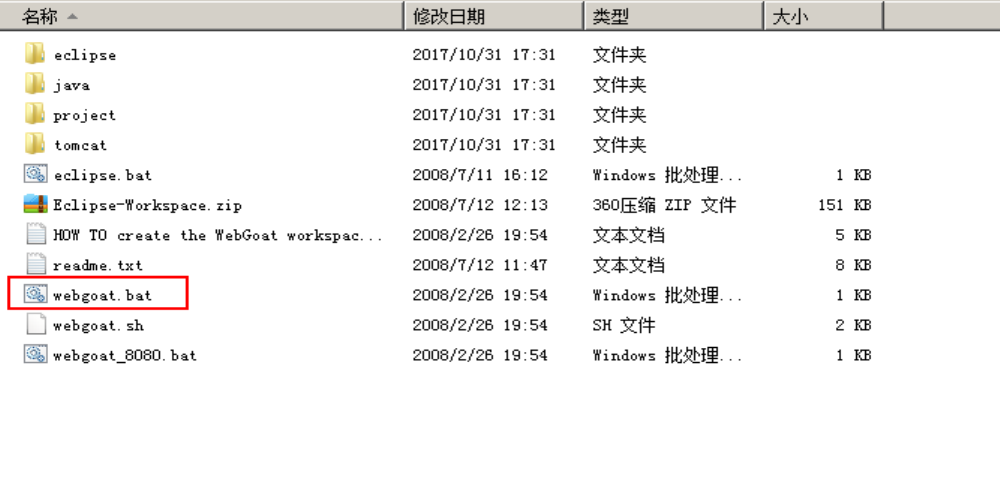 名称 修改日期 类型 大小
eclipse 2017/10/31 17:31 文件夹
java 2017/10/31 17:31 文件夹
project 2017/10/31 17:31 文件夹
tomcat 2017/10/31 17:31 文件夹
eclipse.bat 2008/7/11 16:12 Windows 批处理... 1 KB
Eclipse-Workspace.zip 2008/7/12 12:13 360压缩 ZIP 文件 151 KB
HOW TO create the WebGoat workspac... 2008/2/26 19:54 文本文档 5 KB
readme.txt 2008/7/12 11:47 文本文档 8 KB
webgoat.bat 2008/2/26 19:54 Windows 批处理... 1 KB
webgoat.sh 2008/2/26 19:54 SH 文件 2 KB
webgoat_8080.bat 2008/2/26 19:54 Windows 批处理... 1 KB